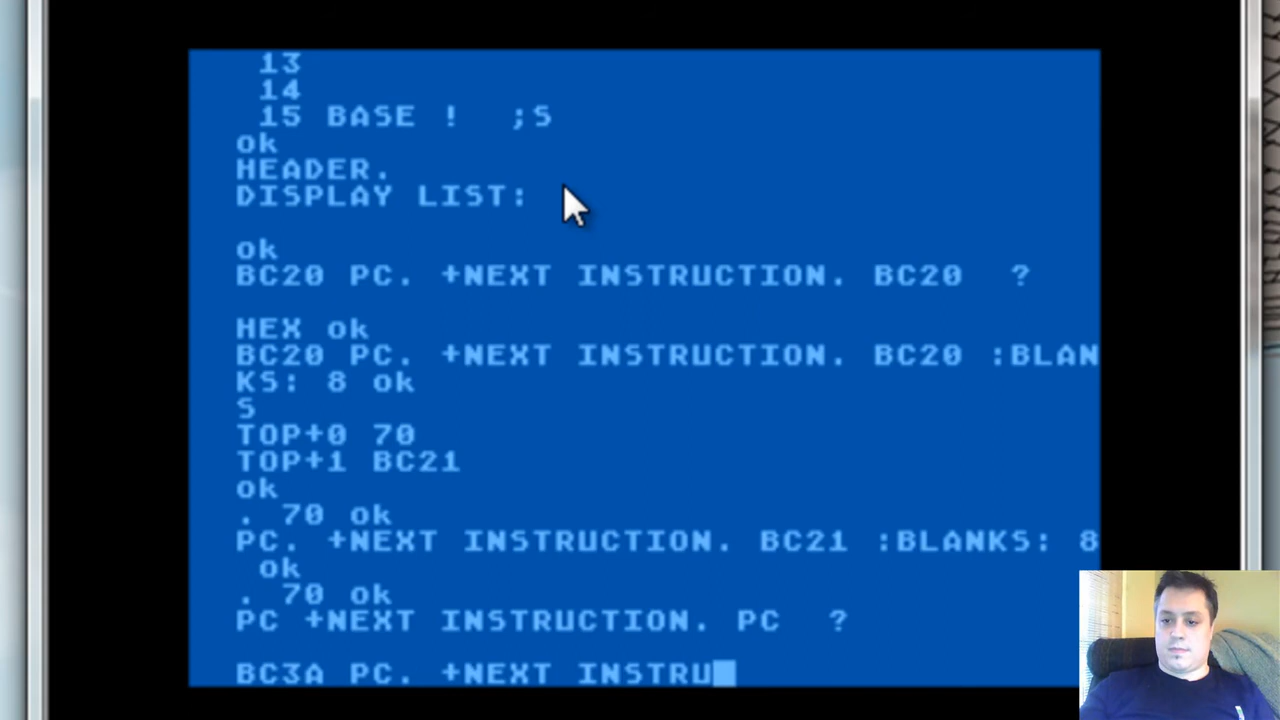 13
14
15 BASE !  ;S
ok
HEADER.
DISPLAY LIST:
ok
BC20 PC. +NEXT INSTRUCTION. BC20  ?
HEX ok
BC20 PC. +NEXT INSTRUCTION. BC20 :BLAN
KS: 8 ok
S
TOP+0 70
TOP+1 BC21
ok
. 70 ok
PC. +NEXT INSTRUCTION. BC21 :BLANKS: 8
ok
. 70 ok
PC +NEXT INSTRUCTION. PC  ?
BC3A PC. +NEXT INSTRU